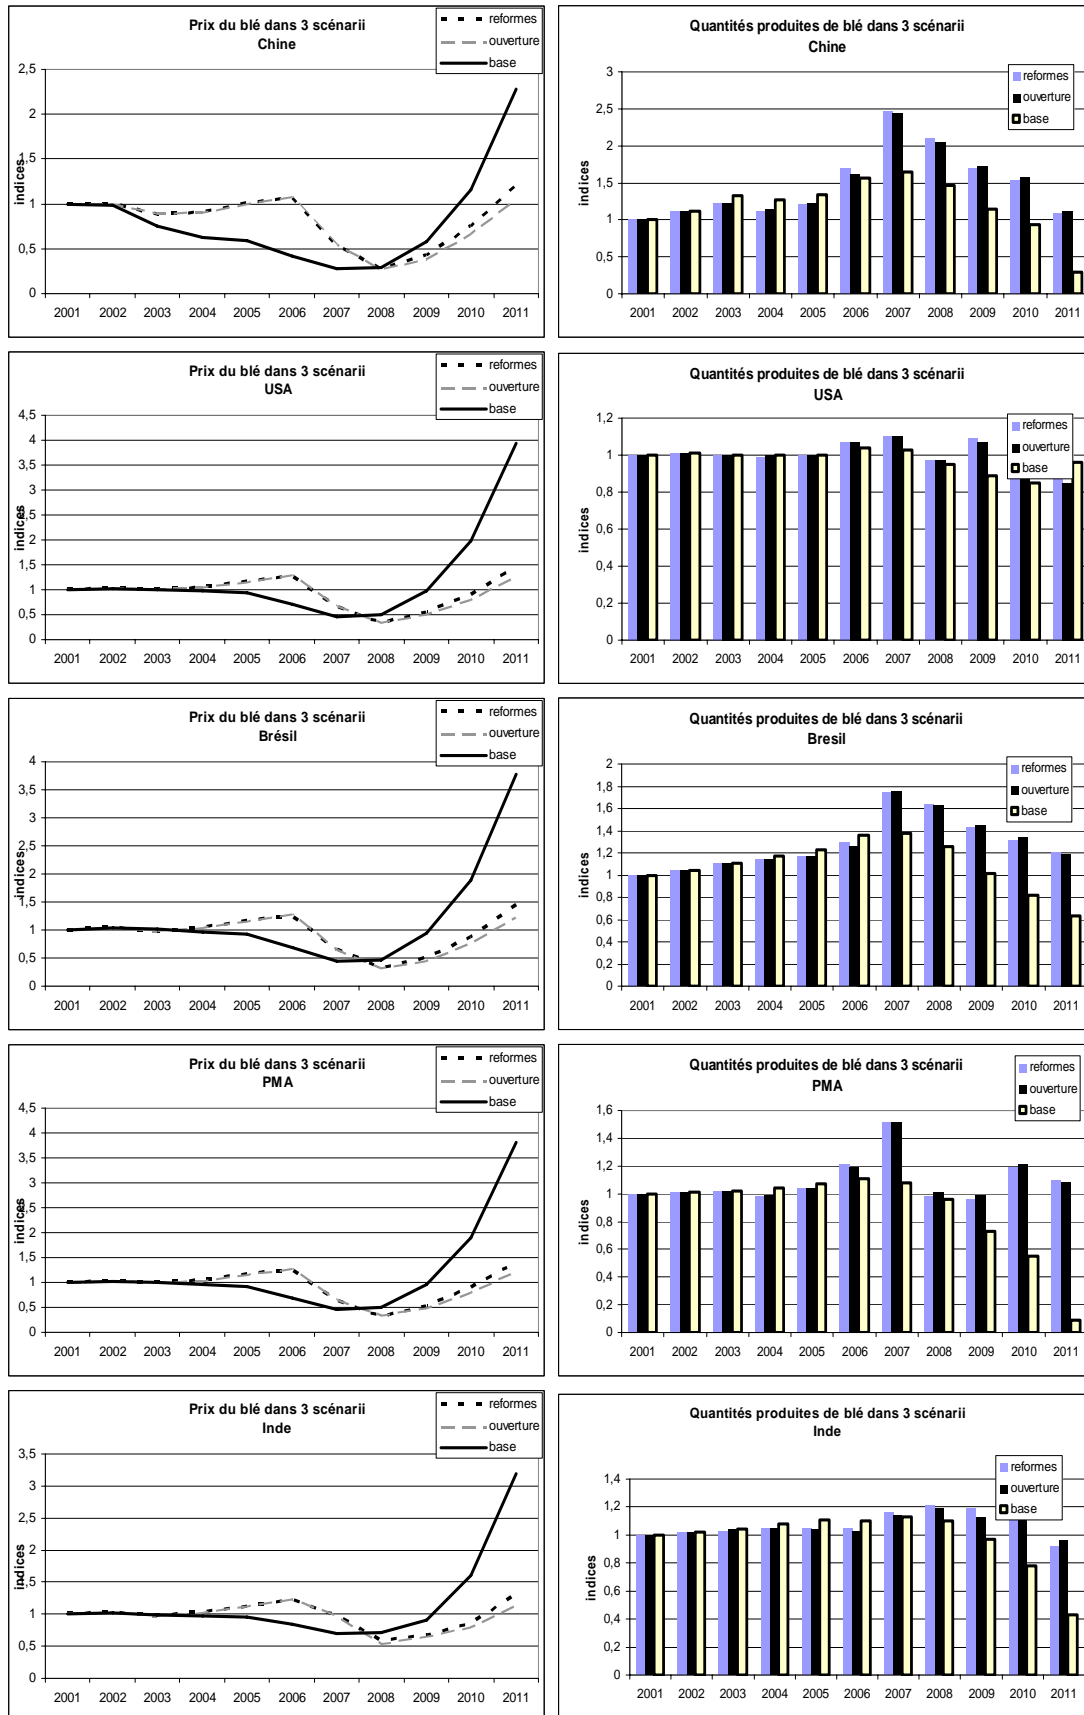 Prix du blé dans 3 scénarii
Chine
reformes
ouverture
base
indices
2,5
2
1,5
1
0,5
0
2001 2002 2003 2004 2005 2006 2007 2008 2009 2010 2011
Quantités produites de blé dans 3 scénarii
Chine
reformes
ouverture
base
indices
3
2,5
2
1,5
1
0,5
0
2001 2002 2003 2004 2005 2006 2007 2008 2009 2010 2011
Prix du blé dans 3 scénarii
USA
reformes
ouverture
base
indices
4,5
4
3,5
3
2,5
2
1,5
1
0,5
0
2001 2002 2003 2004 2005 2006 2007 2008 2009 2010 2011
Quantités produites de blé dans 3 scénarii
USA
reformes
ouverture
base
indices
1,2
1
0,8
0,6
0,4
0,2
0
2001 2002 2003 2004 2005 2006 2007 2008 2009 2010 2011
Prix du blé dans 3 scénarii
Brésil
reformes
ouverture
base
indices
4
3,5
3
2,5
2
1,5
1
0,5
0
2001 2002 2003 2004 2005 2006 2007 2008 2009 2010 2011
Quantités produites de blé dans 3 scénarii
Bresil
reformes
ouverture
base
indices
2
1,8
1,6
1,4
1,2
1
0,8
0,6
0,4
0,2
0
2001 2002 2003 2004 2005 2006 2007 2008 2009 2010 2011
Prix du blé dans 3 scénarii
PMA
reformes
ouverture
base
indices
4,5
4
3,5
3
2,5
2
1,5
1
0,5
0
2001 2002 2003 2004 2005 2006 2007 2008 2009 2010 2011
Quantités produites de blé dans 3 scénarii
PMA
reformes
ouverture
base
indices
1,6
1,4
1,2
1
0,8
0,6
0,4
0,2
0
2001 2002 2003 2004 2005 2006 2007 2008 2009 2010 2011
Prix du blé dans 3 scénarii
Inde
reformes
ouverture
base
indices
3,5
3
2,5
2
1,5
1
0,5
0
2001 2002 2003 2004 2005 2006 2007 2008 2009 2010 2011
Quantités produites de blé dans 3 scénarii
Inde
reformes
ouverture
base
indices
1,4
1,2
1
0,8
0,6
0,4
0,2
0
2001 2002 2003 2004 2005 2006 2007 2008 2009 2010 2011